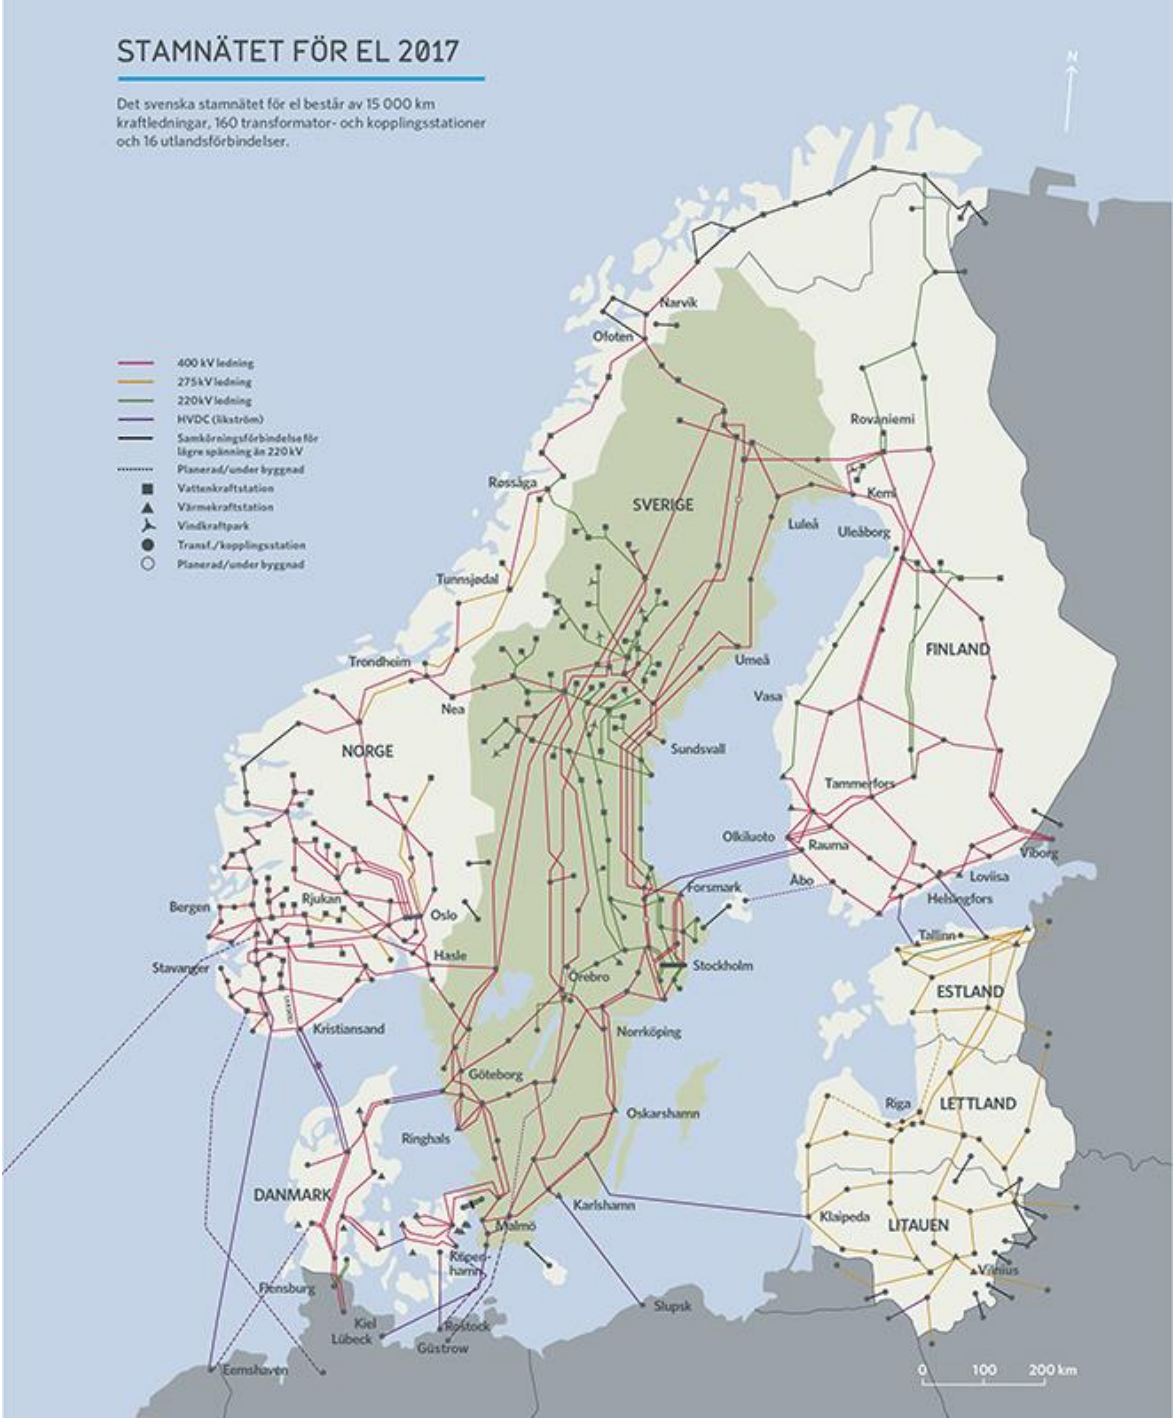 STAMNÄTET FÖR EL 2017
Det svenska stamnätet för el består av 15 000 km
kraftledningar, 160 transformator- och kopplingsstationer
och 16 utlandsförbindelser.
N
400 kV ledning
275 kV ledning
220 kV ledning
HVDC (likström)
Samkörningsförbindelse för
lägre spänning än 220 kV
Planerad/under byggnad
Vattenkraftstation
Värmekraftstation
Vindkraftpark
Transf./kopplingsstation
Planerad/under byggnad
Narvik
Ofoten
Rovaniemi
Røssåga
SVERIGE
Kemi
Luleå
Uleåborg
Tunnsjødal
FINLAND
Trondheim
Umeå
Vasa
Nea
NORGE
Sundsvall
Tammerfors
Olkiluoto
Rauma
Viborg
Åbo
Loviisa
Forsmark
Rjukan
Helsingfors
Bergen
Oslo
Tallinn
Hasle
Stavanger
Stockholm
Örebro
ESTLAND
Kristiansand
Norrköping
Göteborg
Riga
LETTLAND
Oskarshamn
Ringhals
DANMARK
Karlshamn
Klaipeda
LITAUEN
Malmö
Köpen-
hamn
Vilnius
Flensburg
Slupsk
Kiel
Rostock
Lübeck
Güstrow
Eemshaven
0 100 200 km